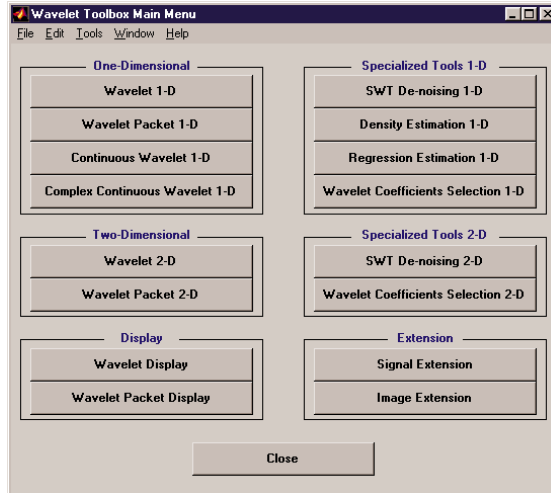 Wavelet Toolbox Main Menu
File Edit Tools Window Help
One-Dimensional
Wavelet 1-D
Wavelet Packet 1-D
Continuous Wavelet 1-D
Complex Continuous Wavelet 1-D
Specialized Tools 1-D
SWT De-noising 1-D
Density Estimation 1-D
Regression Estimation 1-D
Wavelet Coefficients Selection 1-D
Two-Dimensional
Wavelet 2-D
Wavelet Packet 2-D
Specialized Tools 2-D
SWT De-noising 2-D
Wavelet Coefficients Selection 2-D
Display
Wavelet Display
Wavelet Packet Display
Extension
Signal Extension
Image Extension
Close